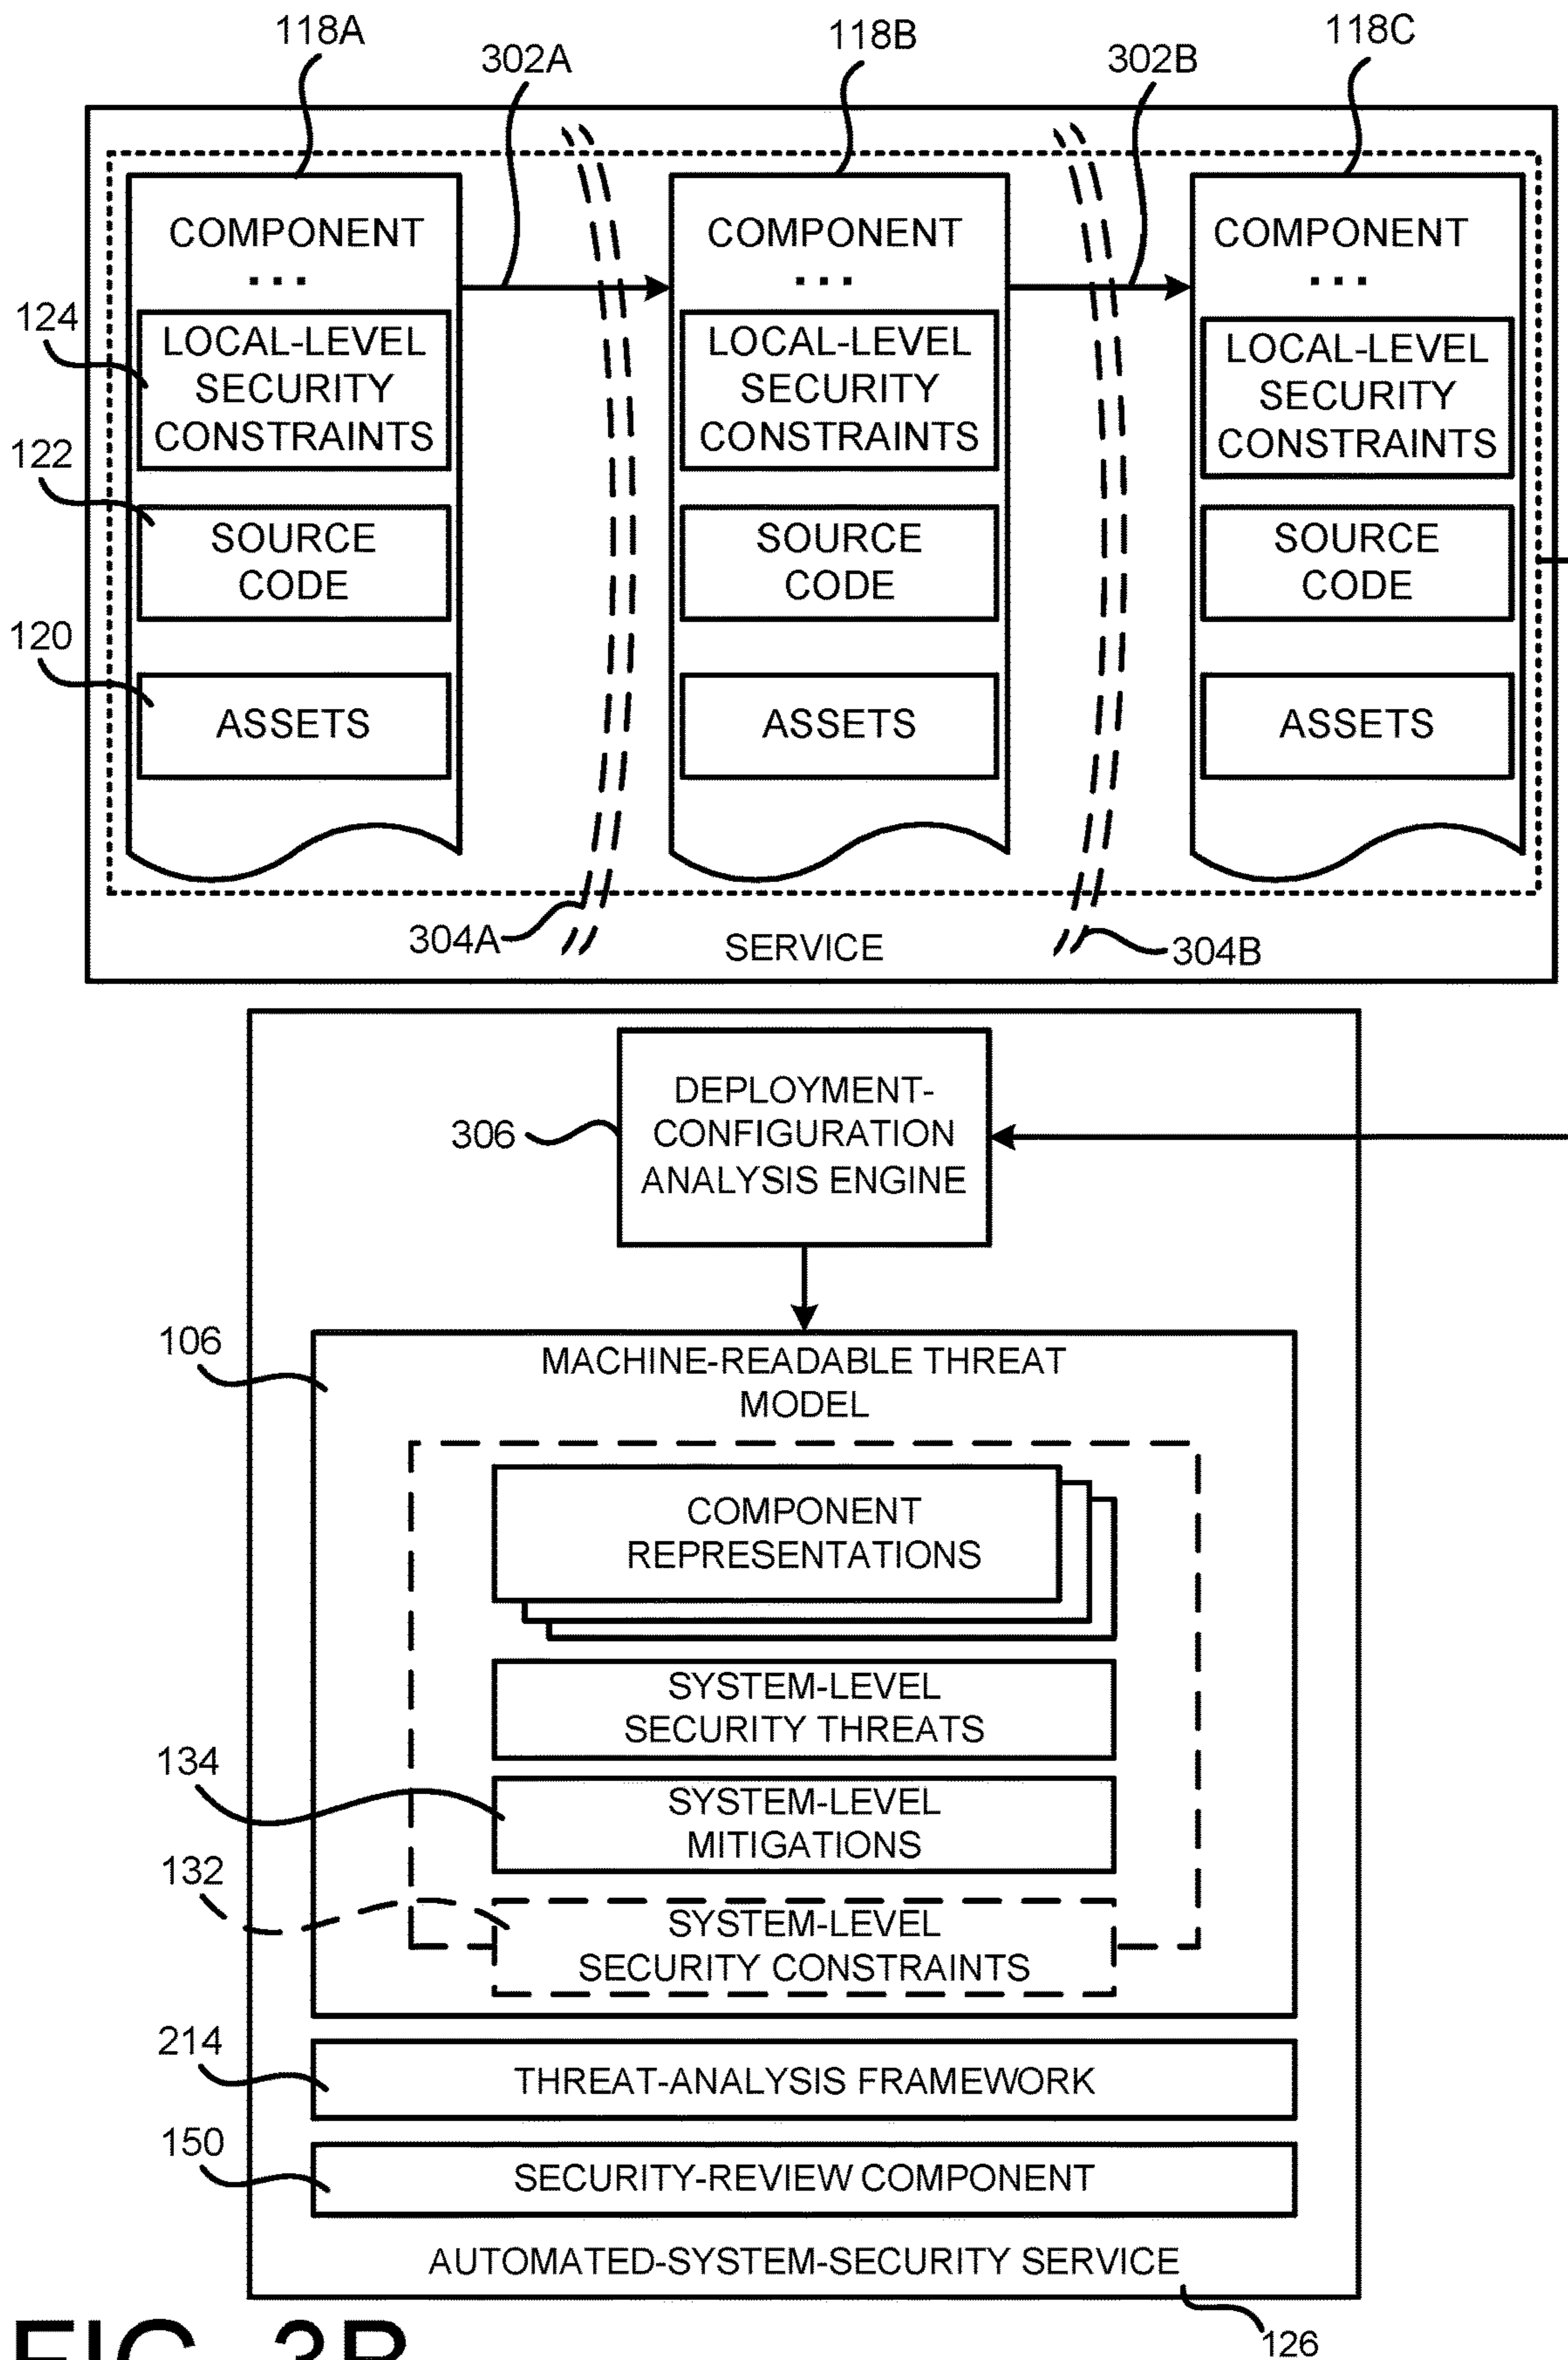 118A
302A
118B
302B
118C
COMPONENT
...
COMPONENT
...
COMPONENT
...
124
LOCAL-LEVEL
SECURITY
CONSTRAINTS
LOCAL-LEVEL
SECURITY
CONSTRAINTS
LOCAL-LEVEL
SECURITY
CONSTRAINTS
122
SOURCE
CODE
SOURCE
CODE
SOURCE
CODE
120
ASSETS
ASSETS
ASSETS
304A
SERVICE
304B
306
DEPLOYMENT-
CONFIGURATION
ANALYSIS ENGINE
106
MACHINE-READABLE THREAT
MODEL
COMPONENT
REPRESENTATIONS
SYSTEM-LEVEL
SECURITY THREATS
134
SYSTEM-LEVEL
MITIGATIONS
132
SYSTEM-LEVEL
SECURITY CONSTRAINTS
214
THREAT-ANALYSIS FRAMEWORK
150
SECURITY-REVIEW COMPONENT
AUTOMATED-SYSTEM-SECURITY SERVICE
126
FIG. 3B